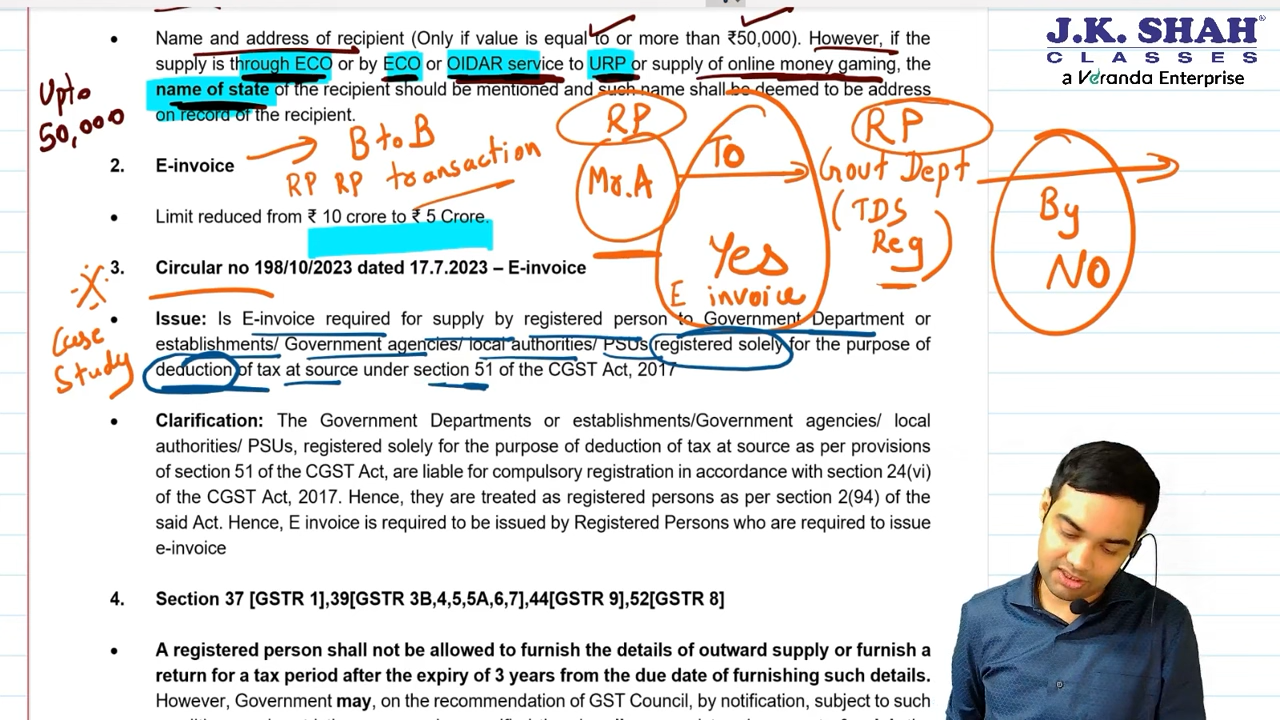 J.K. SHAH®
CLASSES
a Veranda Enterprise
• Name and address of recipient (Only if value is equal to or more than ₹50,000). However, if the
supply is through ECO or by ECO or OIDAR service to URP or supply of online money gaming, the
name of state of the recipient should be mentioned and such name shall be deemed to be address
on record of the recipient.
Upto
50,000
2. E-invoice
B to B
RP RP transaction
RP
Mr.A
To
Yes
E invoice
RP
Govt Dept
(TDS
Reg)
By
NO
• Limit reduced from ₹ 10 crore to ₹ 5 Crore.
3. Circular no 198/10/2023 dated 17.7.2023 – E-invoice
Case
Study
• Issue: Is E-invoice required for supply by registered person to Government Department or
establishments/ Government agencies/ local authorities/ PSUs registered solely for the purpose of
deduction of tax at source under section 51 of the CGST Act, 2017
• Clarification: The Government Departments or establishments/Government agencies/ local
authorities/ PSUs, registered solely for the purpose of deduction of tax at source as per provisions
of section 51 of the CGST Act, are liable for compulsory registration in accordance with section 24(vi)
of the CGST Act, 2017. Hence, they are treated as registered persons as per section 2(94) of the
said Act. Hence, E invoice is required to be issued by Registered Persons who are required to issue
e-invoice
4. Section 37 [GSTR 1],39[GSTR 3B,4,5,5A,6,7],44[GSTR 9],52[GSTR 8]
• A registered person shall not be allowed to furnish the details of outward supply or furnish a
return for a tax period after the expiry of 3 years from the due date of furnishing such details.
However, Government may, on the recommendation of GST Council, by notification, subject to such